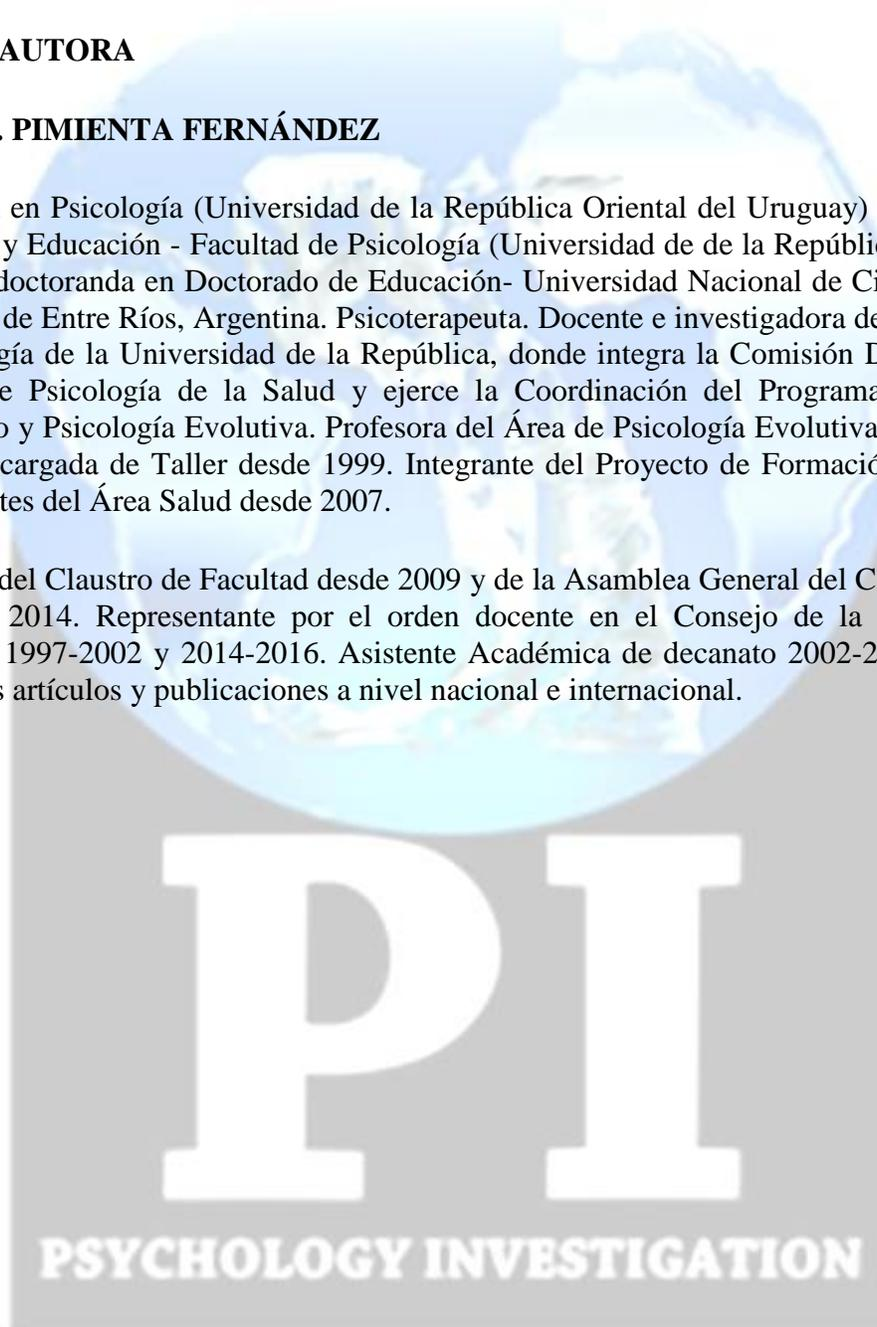 AUTORA
. PIMIENTA FERNÁNDEZ
en Psicología (Universidad de la República Oriental del Uruguay)
y Educación - Facultad de Psicología (Universidad de de la Repúblic
doctoranda en Doctorado de Educación- Universidad Nacional de Ci
de Entre Ríos, Argentina. Psicoterapeuta. Docente e investigadora de
gía de la Universidad de la República, donde integra la Comisión D
e Psicología de la Salud y ejerce la Coordinación del Programa
o y Psicología Evolutiva. Profesora del Área de Psicología Evolutiva
cargada de Taller desde 1999. Integrante del Proyecto de Formació
tes del Área Salud desde 2007.
del Claustro de Facultad desde 2009 y de la Asamblea General del C
2014. Representante por el orden docente en el Consejo de la
1997-2002 y 2014-2016. Asistente Académica de decanato 2002-2
s artículos y publicaciones a nivel nacional e internacional.
PI
PSYCHOLOGY INVESTIGATION